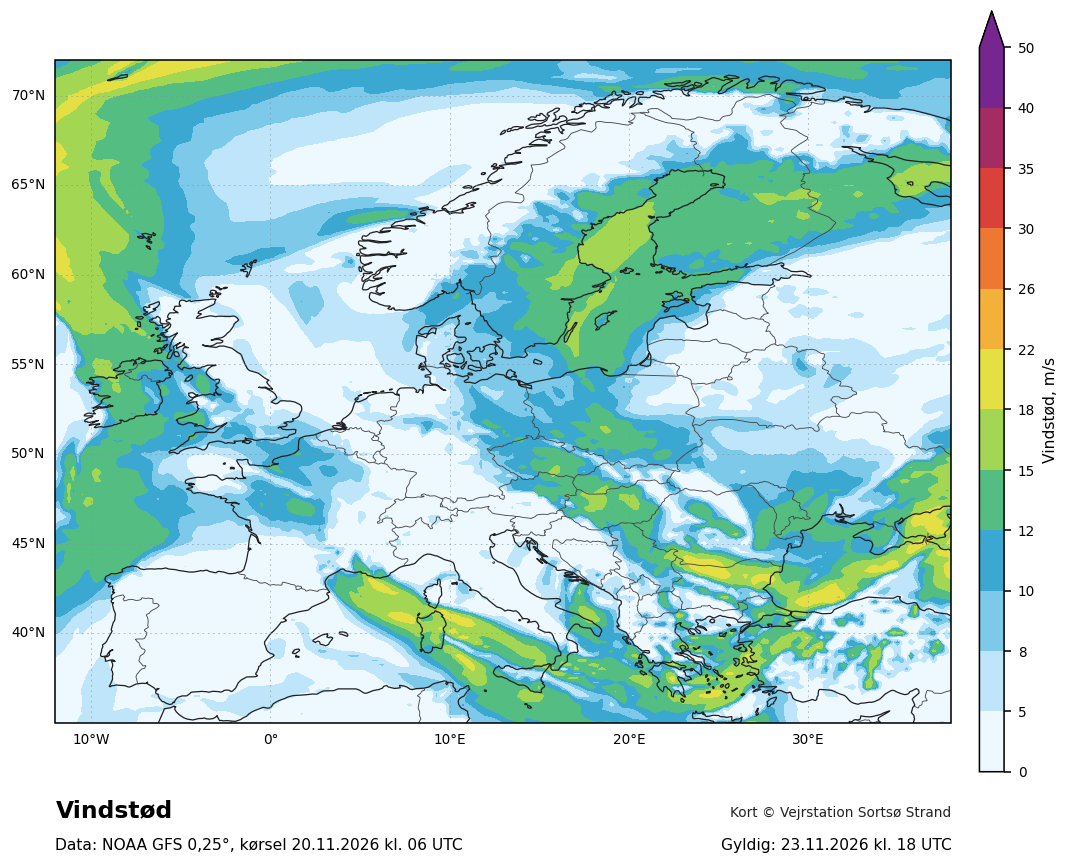 50
40
35
30
26
22
18
15
12
10
8
5
0
Vindstød, m/s
70°N
65°N
60°N
55°N
50°N
45°N
40°N
10°W
0°
10°E
20°E
30°E
Vindstød
Kort © Vejrstation Sortsø Strand
Data: NOAA GFS 0,25°, kørsel 20.11.2026 kl. 06 UTC
Gyldig: 23.11.2026 kl. 18 UTC